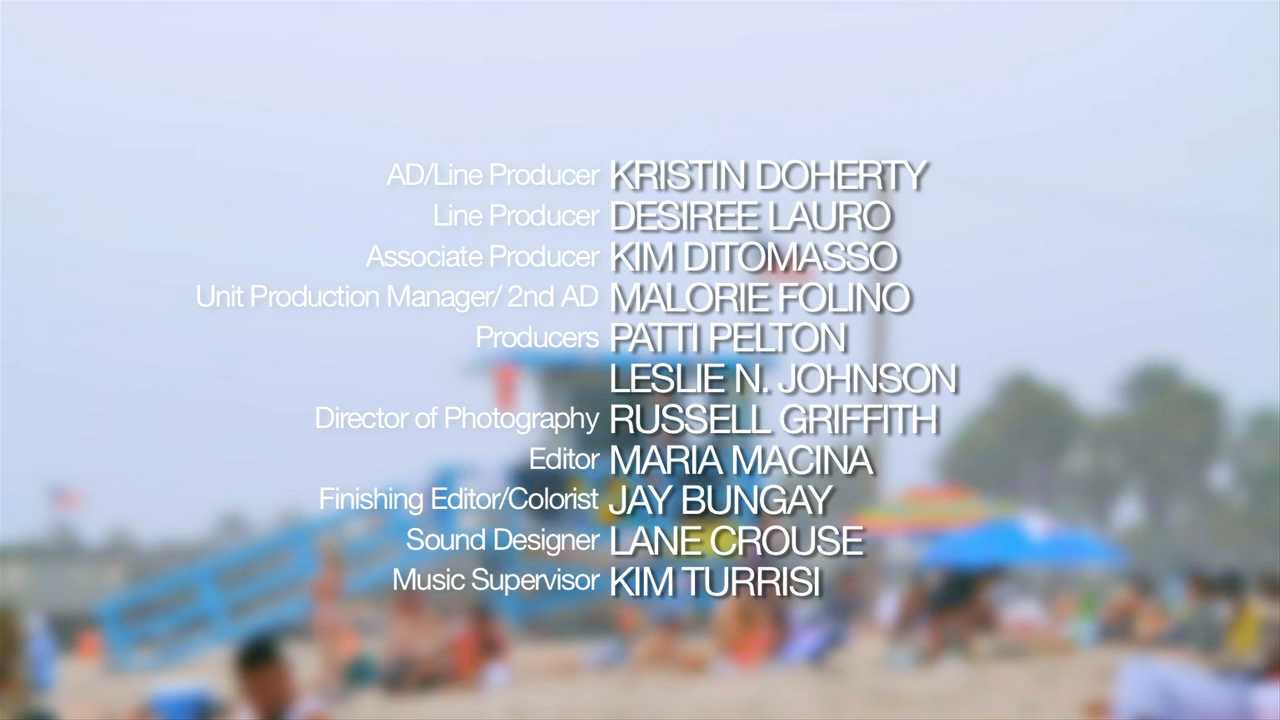 AD/Line Producer KRISTIN DOHERTY
Line Producer DESIREE LAURO
Associate Producer KIM DITOMASSO
Unit Production Manager/ 2nd AD MALORIE FOLINO
Producers PATTI PELTON
LESLIE N. JOHNSON
Director of Photography RUSSELL GRIFFITH
Editor MARIA MACINA
Finishing Editor/Colorist JAY BUNGAY
Sound Designer LANE CROUSE
Music Supervisor KIM TURRISI